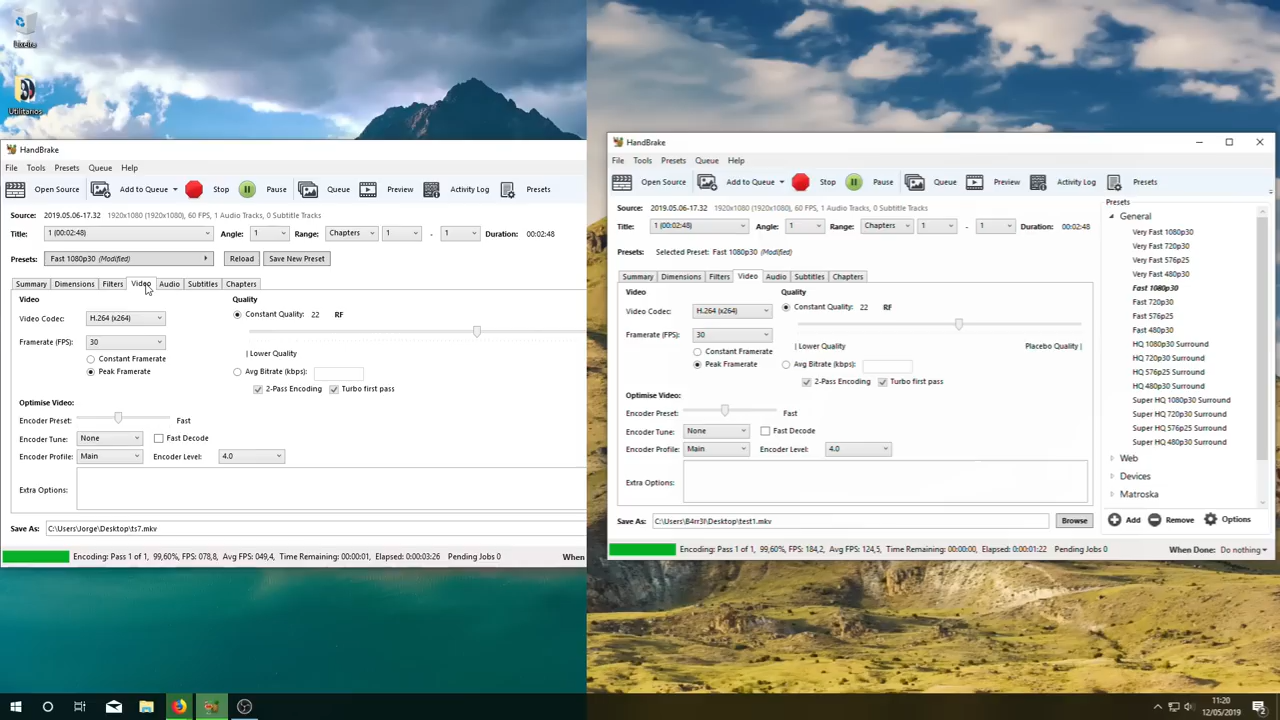 Lixeira
Utilitarios
HandBrake
File Tools Presets Queue Help
Open Source Add to Queue Stop Pause Queue Preview Activity Log Presets
Source: 2019.05.06-17.32 1920x1080 (1920x1080), 60 FPS, 1 Audio Tracks, 0 Subtitle Tracks
Title: 1 (00:02:48) Angle: 1 Range: Chapters 1 - 1 Duration: 00:02:48
Presets: Fast 1080p30 (Modified) Reload Save New Preset
Summary Dimensions Filters Video Audio Subtitles Chapters
Video Quality
Video Codec: H.264 (x264) Constant Quality: 22 RF
Framerate (FPS): 30
Constant Framerate | Lower Quality
Peak Framerate Avg Bitrate (kbps):
2-Pass Encoding Turbo first pass
Optimise Video:
Encoder Preset: Fast
Encoder Tune: None Fast Decode
Encoder Profile: Main Encoder Level: 4.0
Extra Options:
Save As: C:\Users\Jorge\Desktop\ts7.mkv
Encoding: Pass 1 of 1, 99,60%, FPS: 078,8, Avg FPS: 049,4, Time Remaining: 00:00:01, Elapsed: 0:00:03:26 Pending Jobs 0 When
HandBrake
File Tools Presets Queue Help
Open Source Add to Queue Stop Pause Queue Preview Activity Log Presets
Source: 2019.05.06-17.32 1920x1080 (1920x1080), 60 FPS, 1 Audio Tracks, 0 Subtitle Tracks
Title: 1 (00:02:48) Angle: 1 Range: Chapters 1 - 1 Duration: 00:02:48
Presets: Selected Preset: Fast 1080p30 (Modified)
Summary Dimensions Filters Video Audio Subtitles Chapters
Video Quality
Video Codec: H.264 (x264) Constant Quality: 22 RF
Framerate (FPS): 30
Constant Framerate | Lower Quality Placebo Quality |
Peak Framerate Avg Bitrate (kbps):
2-Pass Encoding Turbo first pass
Optimise Video:
Encoder Preset: Fast
Encoder Tune: None Fast Decode
Encoder Profile: Main Encoder Level: 4.0
Extra Options:
Save As: C:\Users\B4rr3l\Desktop\test1.mkv Browse
Presets
General
Very Fast 1080p30
Very Fast 720p30
Very Fast 576p25
Very Fast 480p30
Fast 1080p30
Fast 720p30
Fast 576p25
Fast 480p30
HQ 1080p30 Surround
HQ 720p30 Surround
HQ 576p25 Surround
HQ 480p30 Surround
Super HQ 1080p30 Surround
Super HQ 720p30 Surround
Super HQ 576p25 Surround
Super HQ 480p30 Surround
Web
Devices
Matroska
Add Remove Options
Encoding: Pass 1 of 1, 99,60%, FPS: 184,2, Avg FPS: 124,5, Time Remaining: 00:00:00, Elapsed: 0:00:01:22 Pending Jobs 0 When Done: Do nothing
11:20
12/05/2019
2